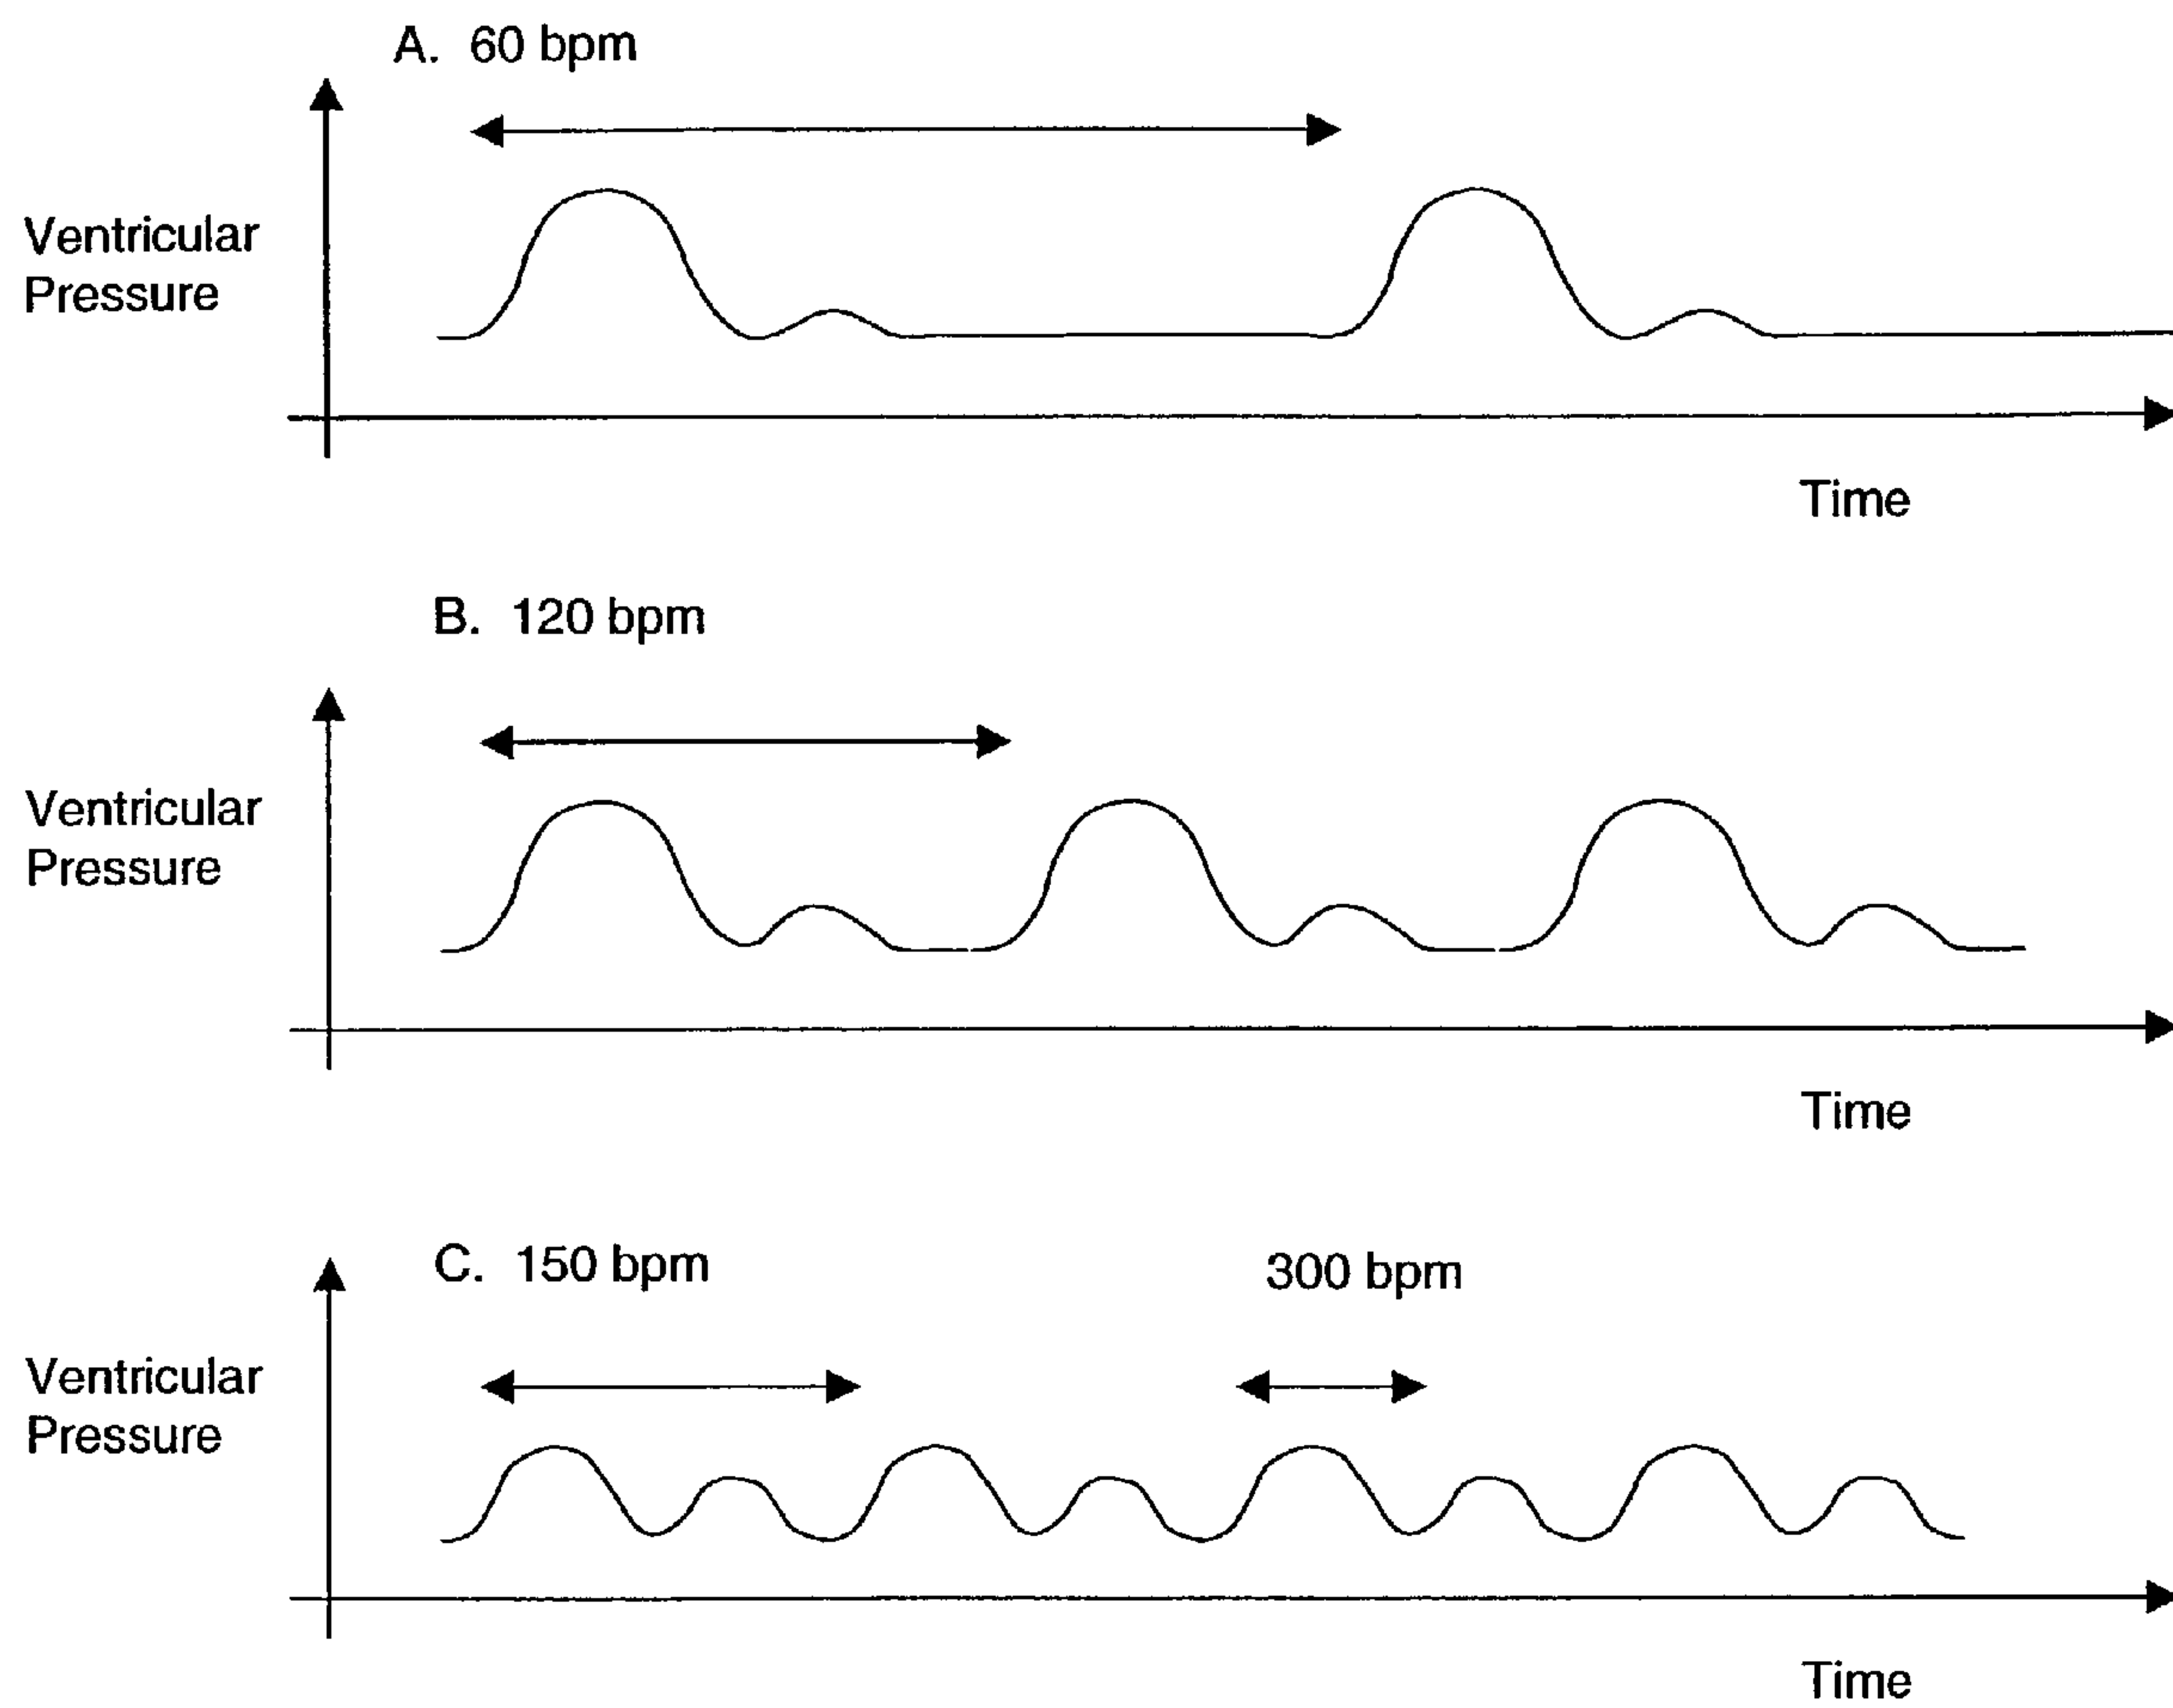 A. 60 bpm
Ventricular
Pressure
Time
B. 120 bpm
Ventricular
Pressure
Time
C. 150 bpm
300 bpm
Ventricular
Pressure
Time